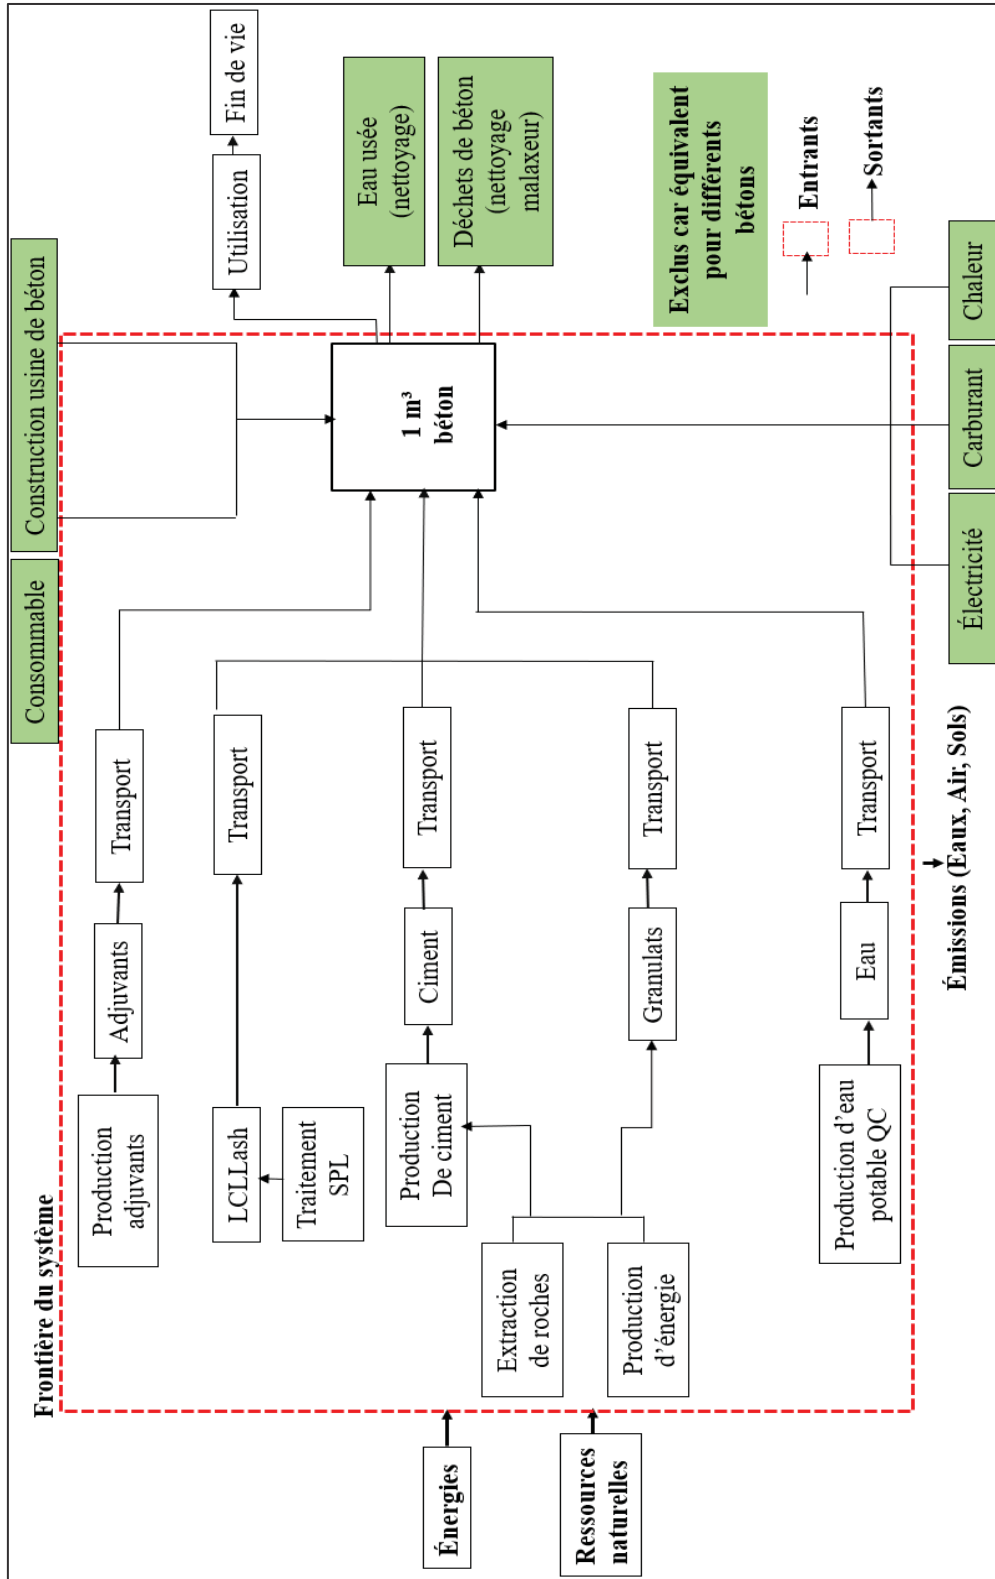 Frontière du système
Consommable
Construction usine de béton
Énergies
Ressources
naturelles
Production
adjuvants
Adjuvants
Transport
LCLLash
Traitement
SPL
Transport
Production
De ciment
Ciment
Transport
Extraction
de roches
Production
d’énergie
Granulats
Transport
Production d’eau
potable QC
Eau
Transport
1 m³
béton
Utilisation
Fin de vie
Eau usée
(nettoyage)
Déchets de béton
(nettoyage
malaxeur)
Exclus car équivalent
pour différents
bétons
Entrants
Sortants
Émissions (Eaux, Air, Sols)
Électricité
Carburant
Chaleur